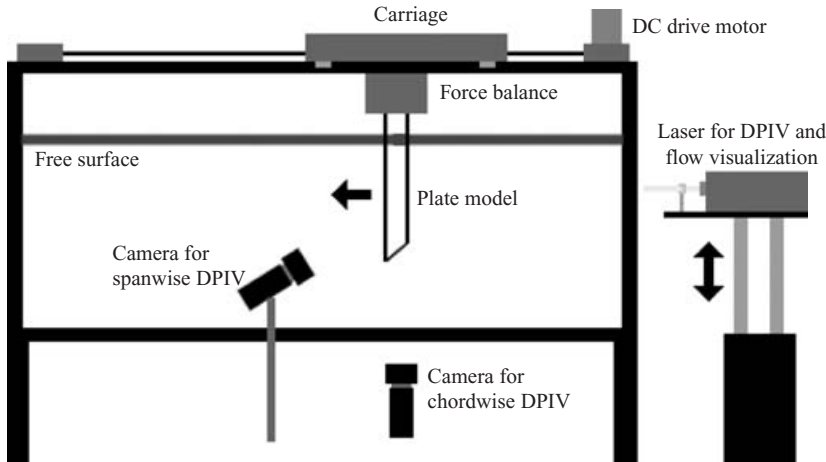 Carriage
DC drive motor
Force balance
Free surface
Laser for DPIV and
flow visualization
Plate model
Camera for
spanwise DPIV
Camera for
chordwise DPIV